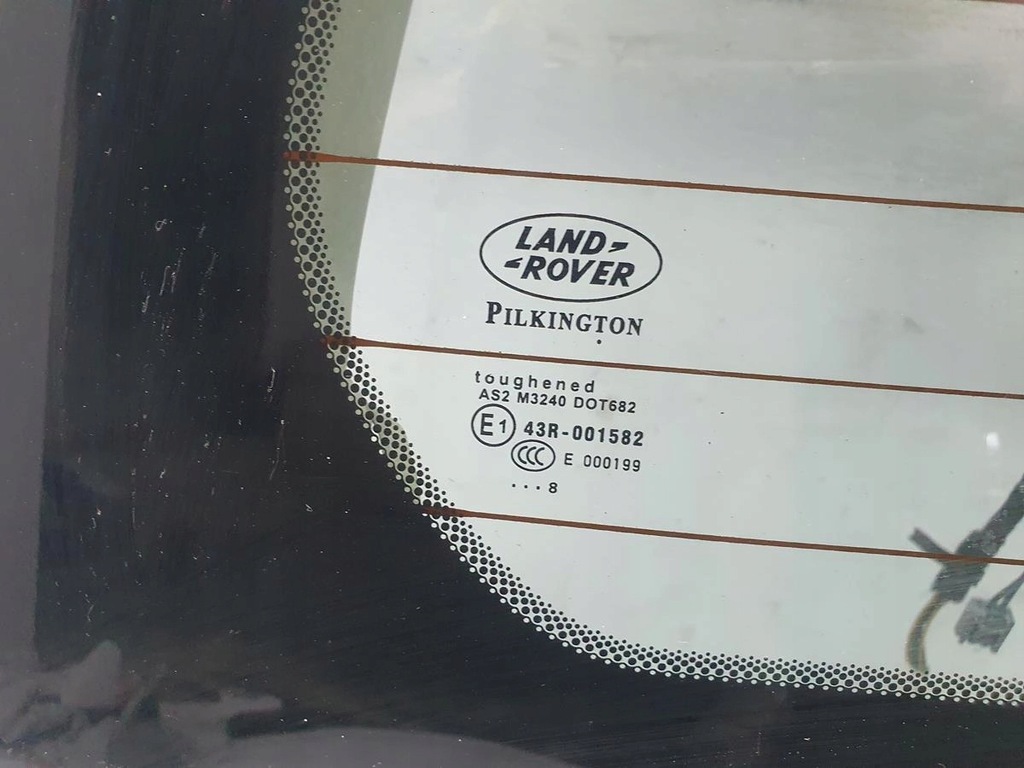 LAND-
-ROVER
PILKINGTON
toughened
AS2 M3240 DOT682
E1 43R-001582
CCC E 000199
...8